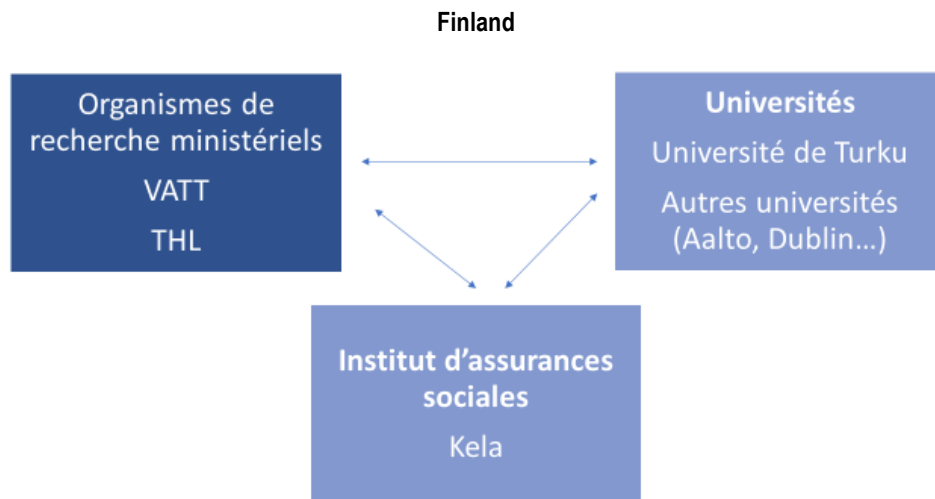 Finland
Organismes de
recherche ministériels
VATT
THL
Universités
Université de Turku
Autres universités
(Aalto, Dublin…)
Institut d’assurances
sociales
Kela